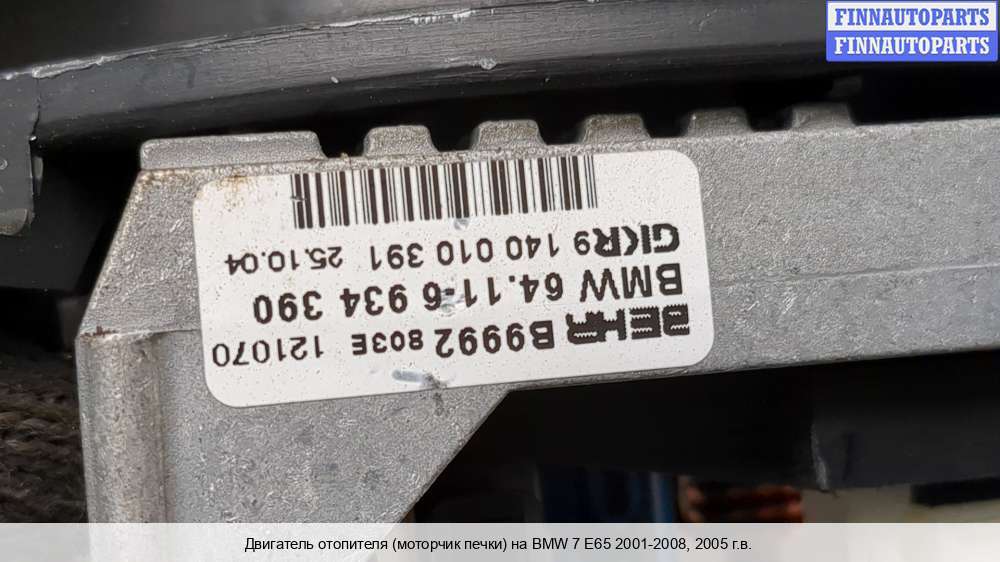 FINNAUTOPARTS
FINNAUTOPARTS
BEHR B9992 803E 121070
BMW 64.11-6 934 390
GKR9 140 010 391 25.10.04
Двигатель отопителя (моторчик печки) на BMW 7 E65 2001-2008, 2005 г.в.